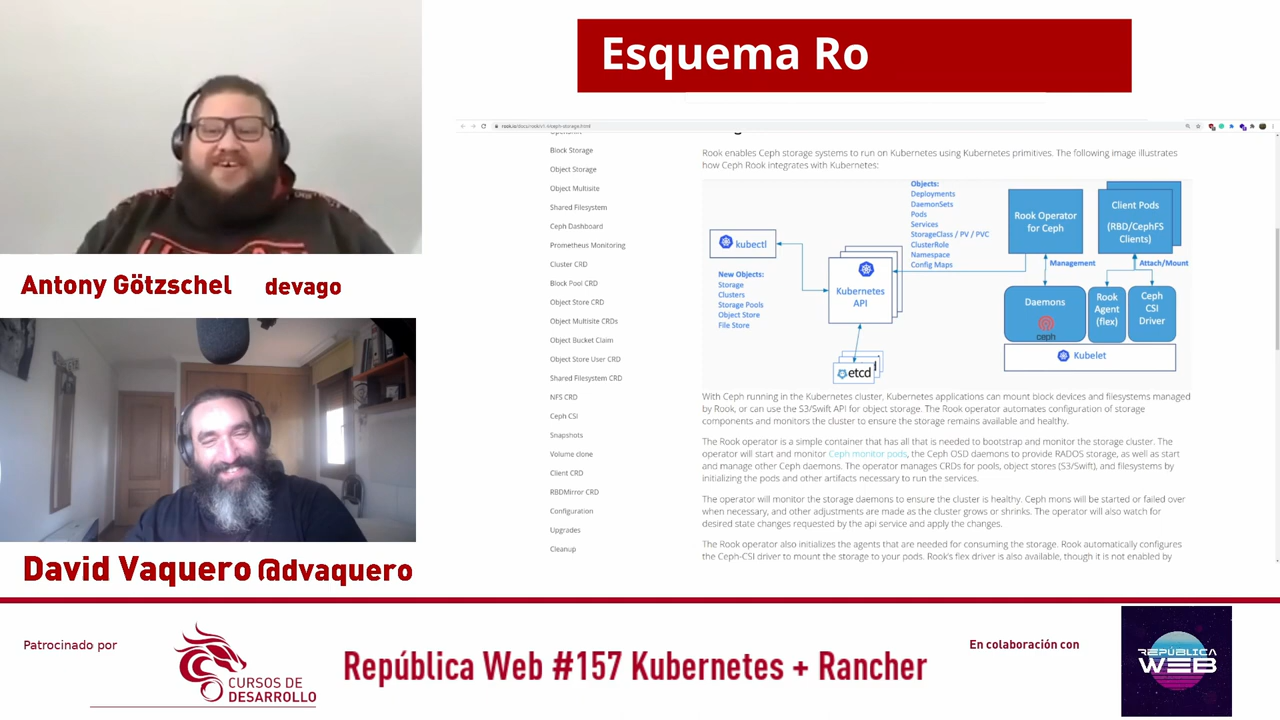 Esquema Ro
rook.io/docs/rook/v1.5/ceph-storage.html
Block Storage
Object Storage
Object Multisite
Shared Filesystem
Ceph Dashboard
Prometheus Monitoring
Cluster CRD
Block Pool CRD
Object Store CRD
Object Multisite CRDs
Object Bucket Claim
Object Store User CRD
Shared Filesystem CRD
NFS CRD
Ceph CSI
Snapshots
Volume clone
Client CRD
RBDMirror CRD
Configuration
Upgrades
Cleanup
Rook enables Ceph storage systems to run on Kubernetes using Kubernetes primitives. The following image illustrates
how Ceph Rook integrates with Kubernetes:
kubectl
New Objects:
Storage
Clusters
Storage Pools
Object Store
File Store
Kubernetes
API
etcd
Objects:
Deployments
DaemonSets
Pods
Services
StorageClass / PV / PVC
ClusterRole
Namespace
Config Maps
Rook Operator
for Ceph
Client Pods
(RBD/CephFS
Clients)
Management
Attach/Mount
Daemons
ceph
Rook
Agent
(flex)
Ceph
CSI
Driver
Kubelet
With Ceph running in the Kubernetes cluster, Kubernetes applications can mount block devices and filesystems managed
by Rook, or can use the S3/Swift API for object storage. The Rook operator automates configuration of storage
components and monitors the cluster to ensure the storage remains available and healthy.
The Rook operator is a simple container that has all that is needed to bootstrap and monitor the storage cluster. The
operator will start and monitor Ceph monitor pods, the Ceph OSD daemons to provide RADOS storage, as well as start
and manage other Ceph daemons. The operator manages CRDs for pools, object stores (S3/Swift), and filesystems by
initializing the pods and other artifacts necessary to run the services.
The operator will monitor the storage daemons to ensure the cluster is healthy. Ceph mons will be started or failed over
when necessary, and other adjustments are made as the cluster grows or shrinks. The operator will also watch for
desired state changes requested by the api service and apply the changes.
The Rook operator also initializes the agents that are needed for consuming the storage. Rook automatically configures
the Ceph-CSI driver to mount the storage to your pods. Rook's flex driver is also available, though it is not enabled by
Antony Götzschel devago
David Vaquero @dvaquero
Patrocinado por
CURSOS DE
DESARROLLO
República Web #157 Kubernetes + Rancher
En colaboración con
REPÚBLICA
WEB